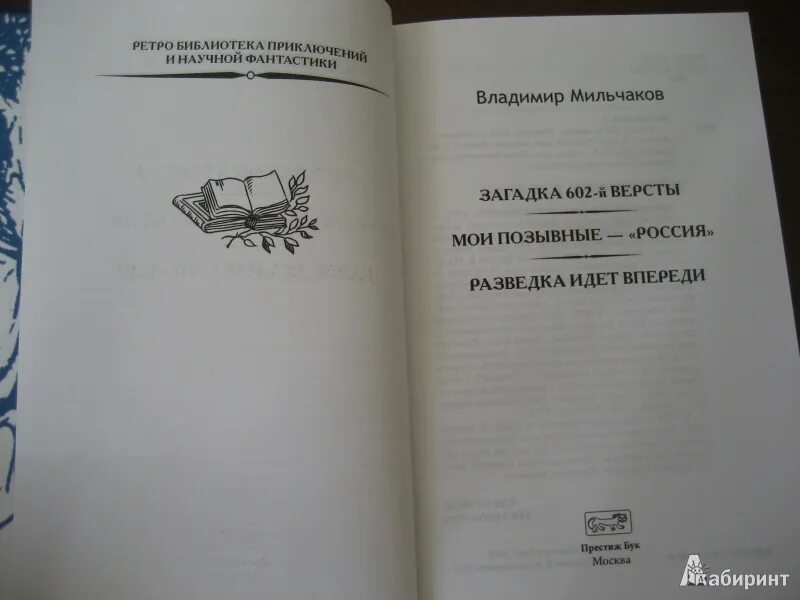 РЕТРО БИБЛИОТЕКА ПРИКЛЮЧЕНИЙ
И НАУЧНОЙ ФАНТАСТИКИ
Владимир Мильчаков
ЗАГАДКА 602-й ВЕРСТЫ
МОИ ПОЗЫВНЫЕ — «РОССИЯ»
РАЗВЕДКА ИДЕТ ВПЕРЕДИ
Престиж Бук
Москва
Лабиринт